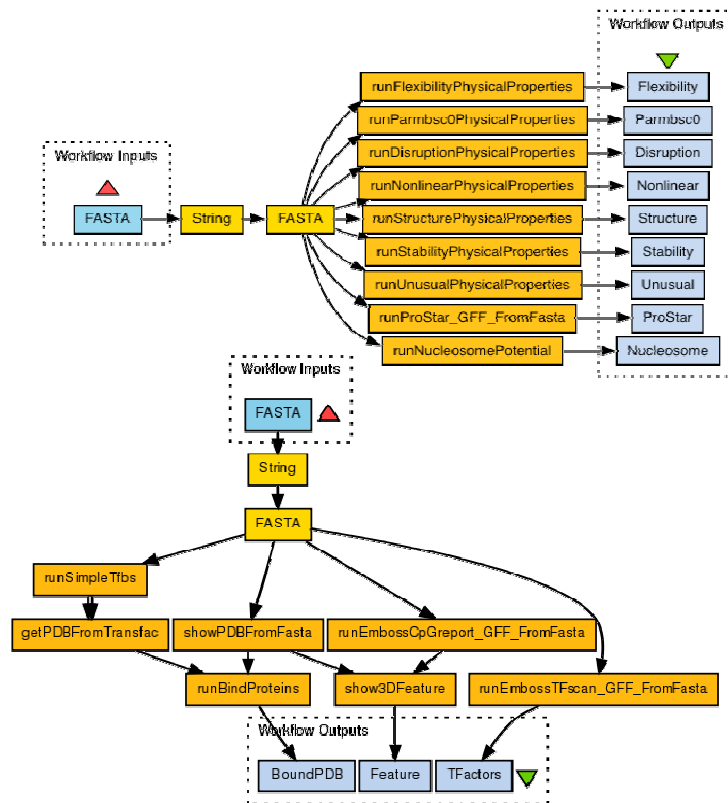 Workflow Outputs
runFlexibilityPhysicalProperties
Flexibility
runParmbsc0PhysicalProperties
Parmbsc0
runDisruptionPhysicalProperties
Disruption
Workflow Inputs
runNonlinearPhysicalProperties
Nonlinear
FASTA
String
FASTA
runStructurePhysicalProperties
Structure
runStabilityPhysicalProperties
Stability
runUnusualPhysicalProperties
Unusual
runProStar_GFF_FromFasta
ProStar
runNucleosomePotential
Nucleosome
Workflow Inputs
FASTA
String
FASTA
runSimpleTfbs
getPDBFromTransfac
showPDBFromFasta
runEmbossCpGreport_GFF_FromFasta
runBindProteins
show3DFeature
runEmbossTFscan_GFF_FromFasta
Workflow Outputs
BoundPDB
Feature
TFactors